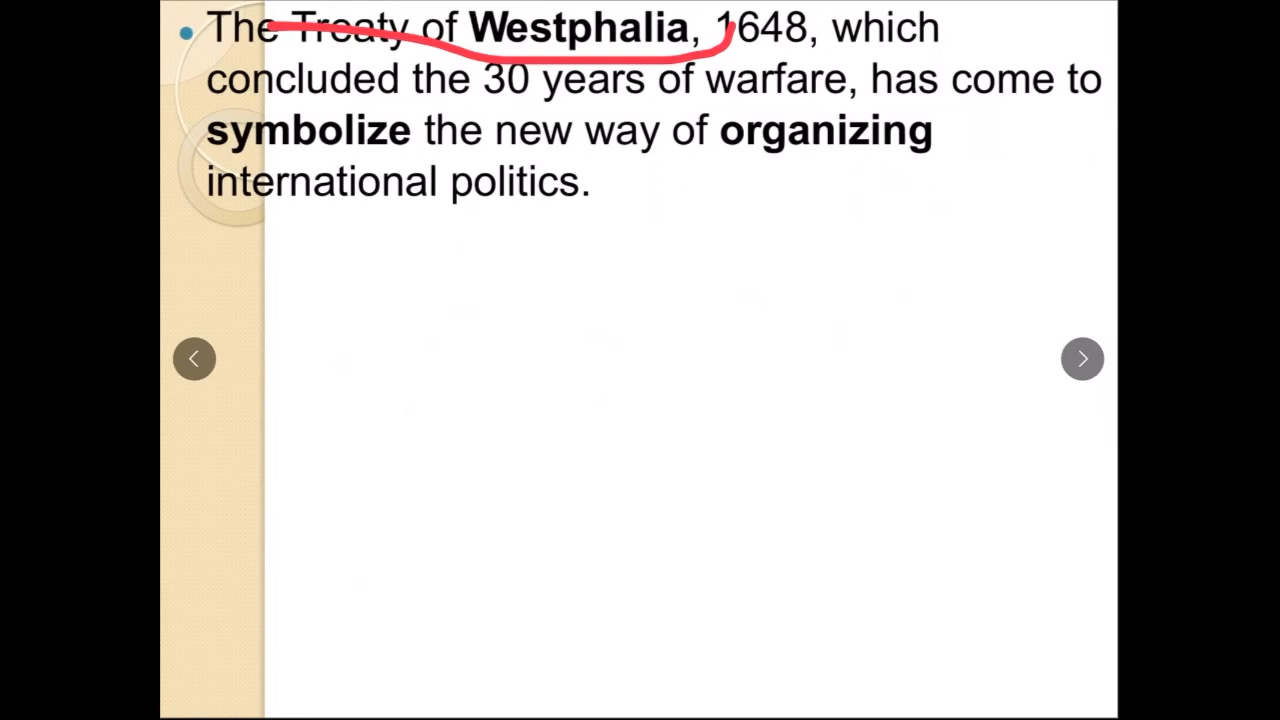 The Treaty of Westphalia, 1648, which
concluded the 30 years of warfare, has come to
symbolize the new way of organizing
international politics.